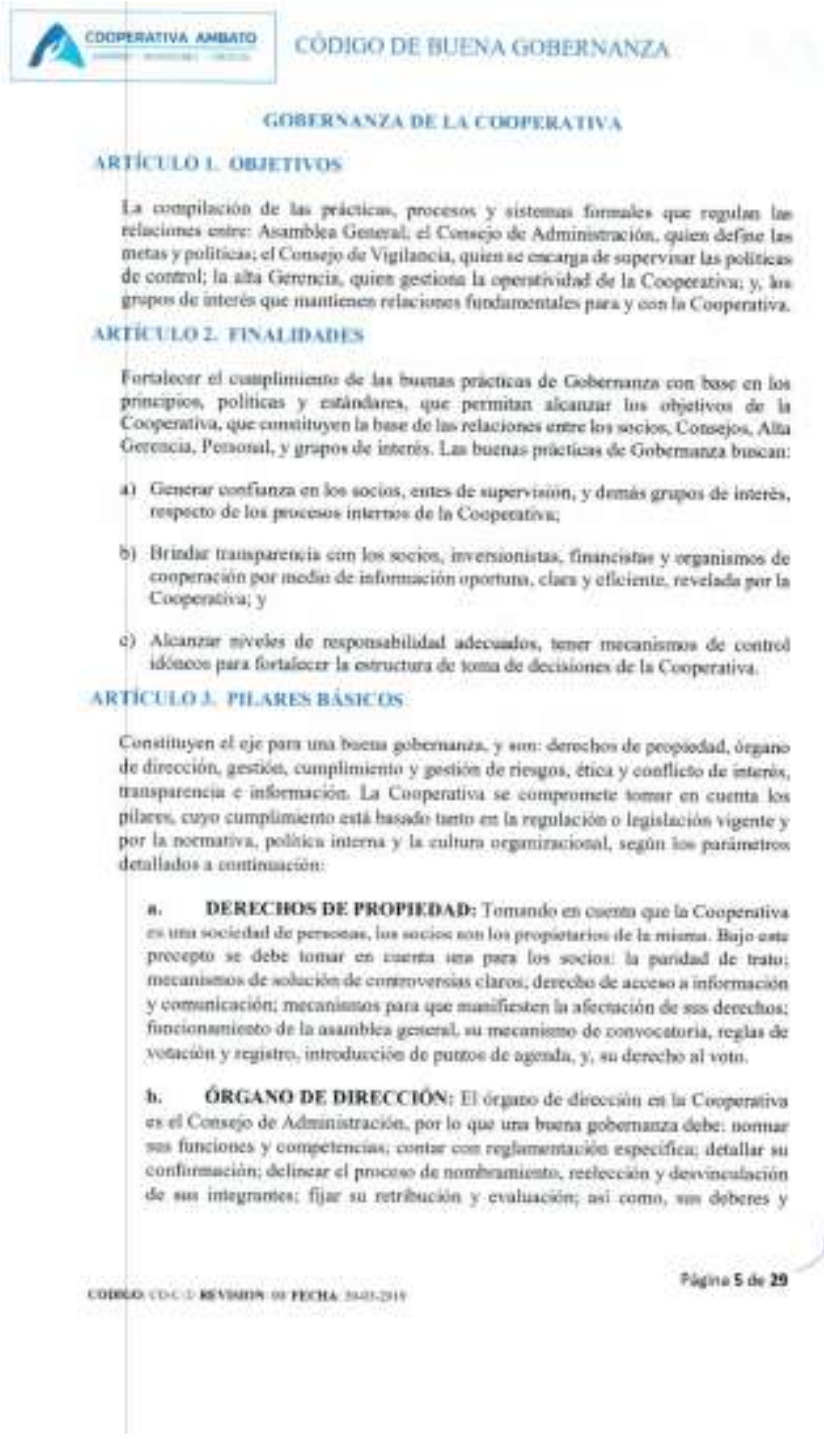 COOPERATIVA AMBATO
CÓDIGO DE BUENA GOBERNANZA
GOBERNANZA DE LA COOPERATIVA
ARTÍCULO 1. OBJETIVOS
La compilación de las prácticas, procesos y sistemas formales que regulan las
relaciones entre: Asamblea General; el Consejo de Administración, quien define las
metas y políticas; el Consejo de Vigilancia, quien se encarga de supervisar las políticas
de control; la alta Gerencia, quien gestiona la operatividad de la Cooperativa; y, los
grupos de interés que mantienen relaciones fundamentales para y con la Cooperativa.
ARTÍCULO 2. FINALIDADES
Fortalecer el cumplimiento de las buenas prácticas de Gobernanza con base en los
principios, políticas y estándares, que permitan alcanzar los objetivos de la
Cooperativa, que constituyen la base de las relaciones entre los socios, Consejos, Alta
Gerencia, Personal, y grupos de interés. Las buenas prácticas de Gobernanza buscan:
a) Generar confianza en los socios, entes de supervisión, y demás grupos de interés,
respecto de los procesos internos de la Cooperativa;
b) Brindar transparencia con los socios, inversionistas, financistas y organismos de
cooperación por medio de información oportuna, clara y eficiente, revelada por la
Cooperativa; y
c) Alcanzar niveles de responsabilidad adecuados, tener mecanismos de control
idóneos para fortalecer la estructura de toma de decisiones de la Cooperativa.
ARTÍCULO 3. PILARES BÁSICOS
Constituyen el eje para una buena gobernanza, y son: derechos de propiedad, órgano
de dirección, gestión, cumplimiento y gestión de riesgos, ética y conflicto de interés,
transparencia e información. La Cooperativa se compromete tomar en cuenta los
pilares, cuyo cumplimiento está basado tanto en la regulación o legislación vigente y
por la normativa, política interna y la cultura organizacional, según los parámetros
detallados a continuación:
a. DERECHOS DE PROPIEDAD: Tomando en cuenta que la Cooperativa
es una sociedad de personas, los socios son los propietarios de la misma. Bajo este
precepto se debe tomar en cuenta una para los socios: la paridad de trato;
mecanismos de solución de controversias claros; derecho de acceso a información
y comunicación; mecanismos para que manifiesten la afectación de sus derechos;
funcionamiento de la asamblea general, su mecanismo de convocatoria, reglas de
votación y registro, introducción de puntos de agenda, y, su derecho al voto.
b. ÓRGANO DE DIRECCIÓN: El órgano de dirección en la Cooperativa
es el Consejo de Administración, por lo que una buena gobernanza debe: normar
sus funciones y competencias; contar con reglamentación específica; detallar su
conformación; delinear el proceso de nombramiento, reelección y desvinculación
de sus integrantes; fijar su retribución y evaluación; así como, sus deberes y
Página 5 de 29
CODIGO: REVISION: 00 FECHA: